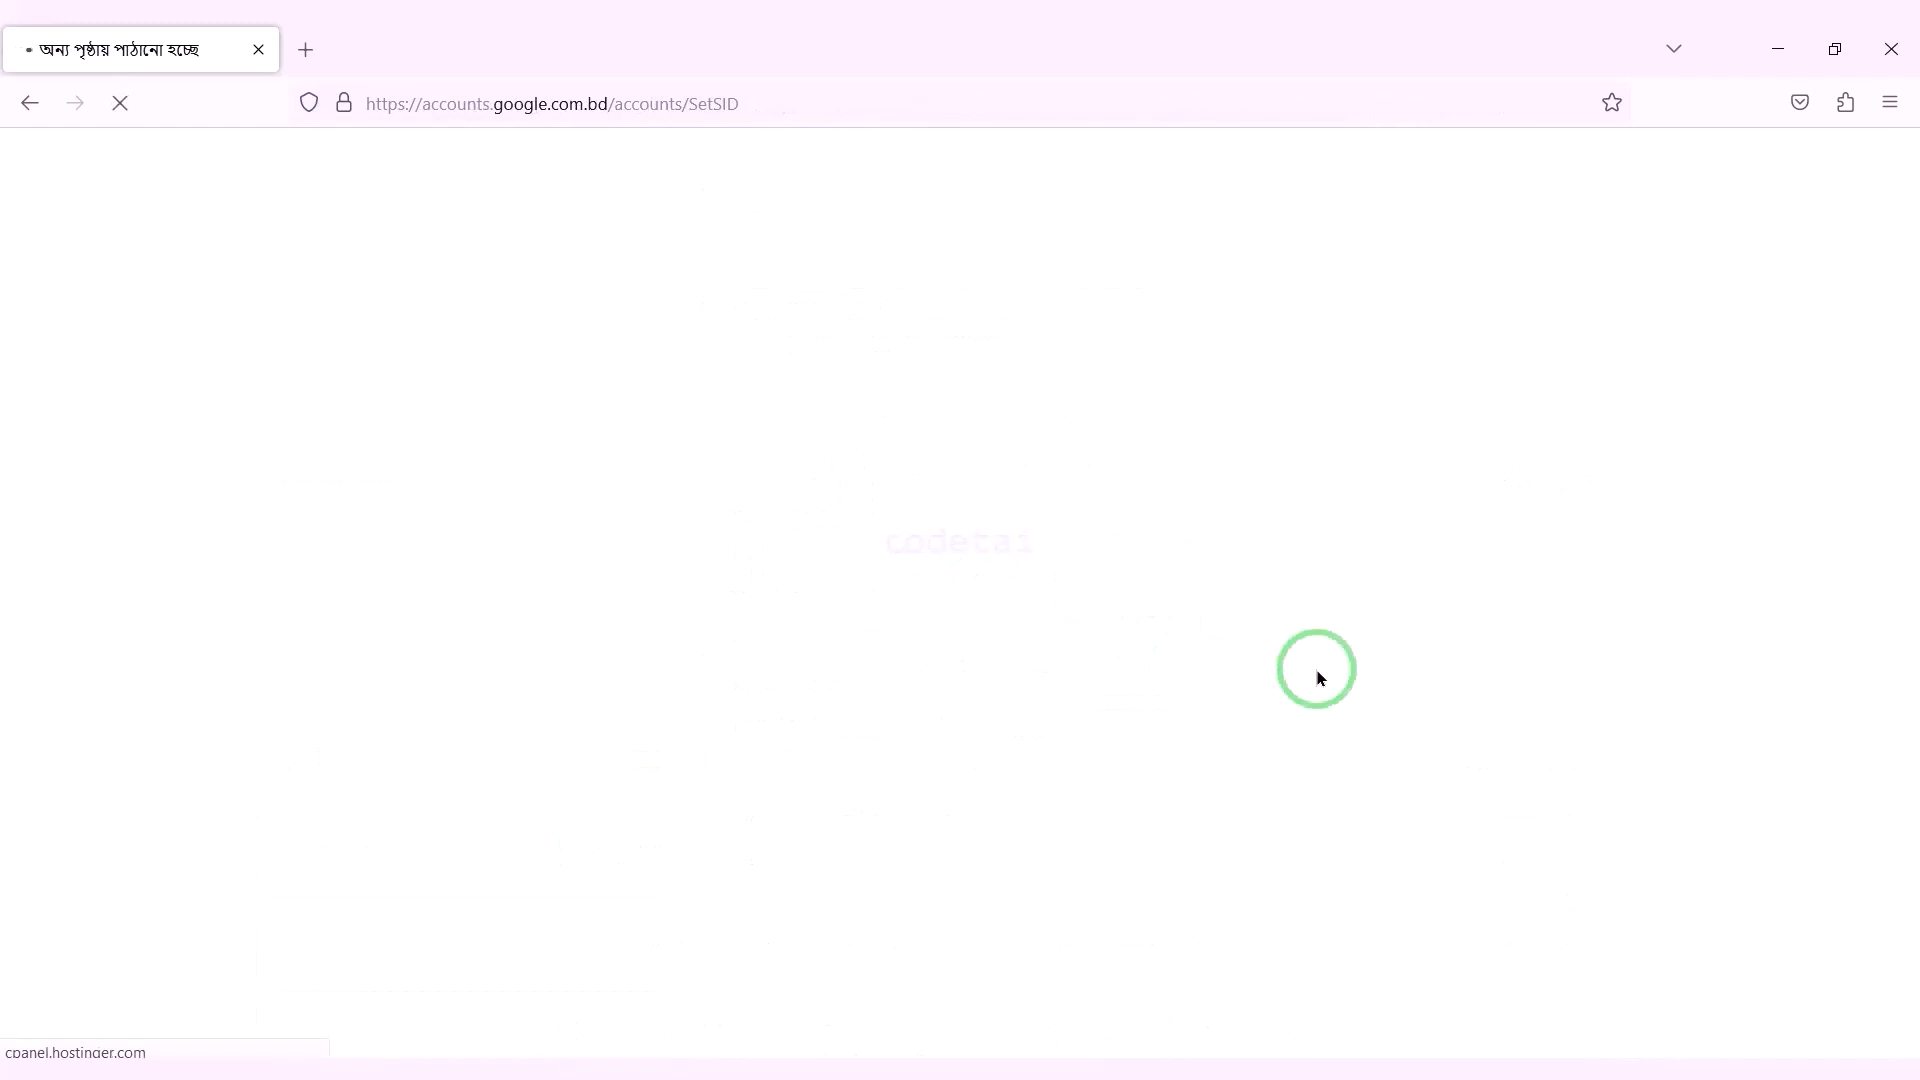 অন্য পৃষ্ঠায় পাঠানো হচ্ছে
https://accounts.google.com.bd/accounts/SetSID
codetai
cpanel.hostinger.com